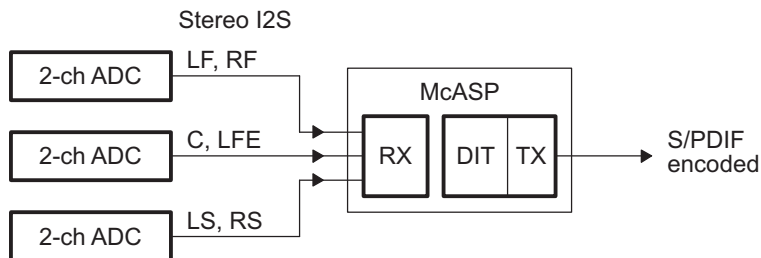 Stereo I2S
2-ch ADC
LF, RF
2-ch ADC
C, LFE
2-ch ADC
LS, RS
McASP
RX
DIT
TX
S/PDIF
encoded